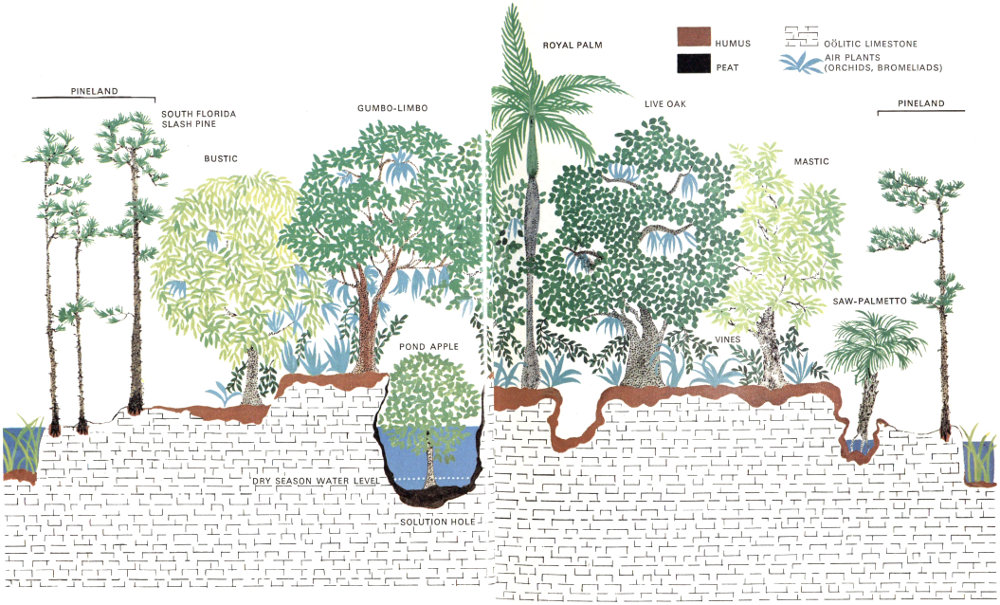 ROYAL PALM
HUMUS
OÖLITIC LIMESTONE
PEAT
AIR PLANTS
(ORCHIDS, BROMELIADS)
PINELAND
SOUTH FLORIDA
SLASH PINE
GUMBO-LIMBO
LIVE OAK
PINELAND
BUSTIC
MASTIC
SAW-PALMETTO
POND APPLE
VINES
DRY SEASON WATER LEVEL
SOLUTION HOLE